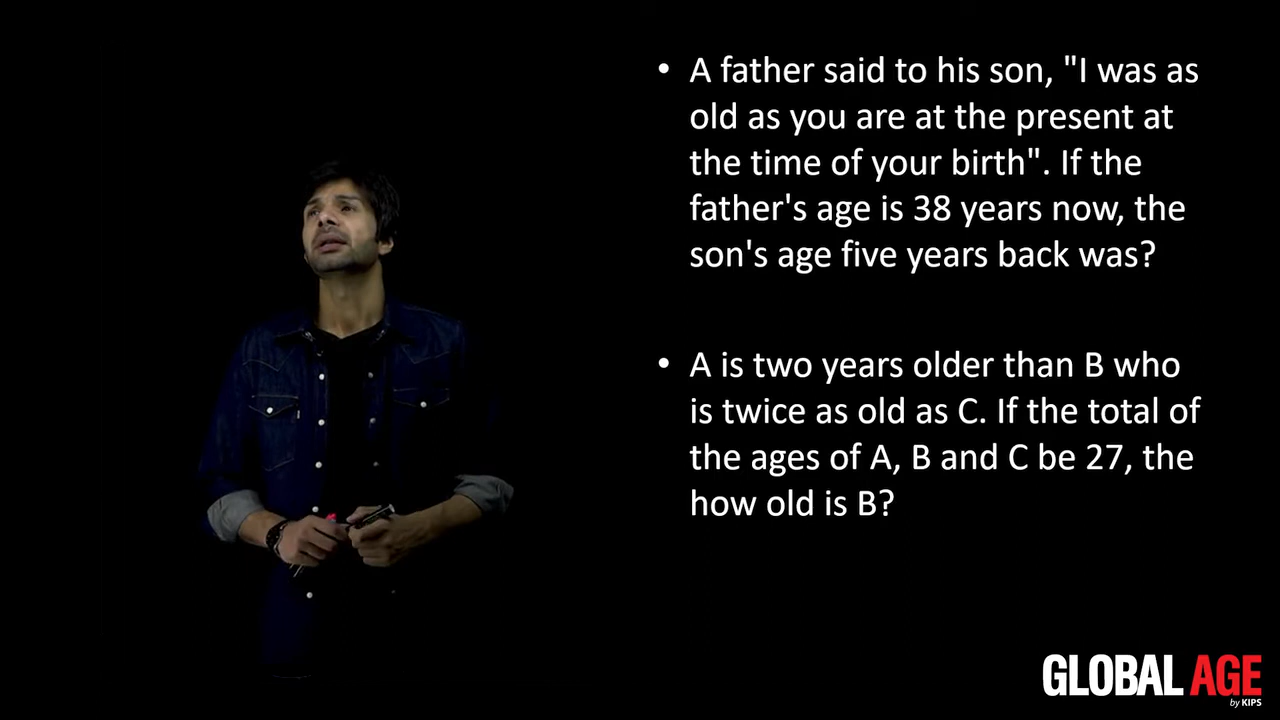 • A father said to his son, "I was as
old as you are at the present at
the time of your birth". If the
father's age is 38 years now, the
son's age five years back was?
• A is two years older than B who
is twice as old as C. If the total of
the ages of A, B and C be 27, the
how old is B?
GLOBAL AGE
by KIPS